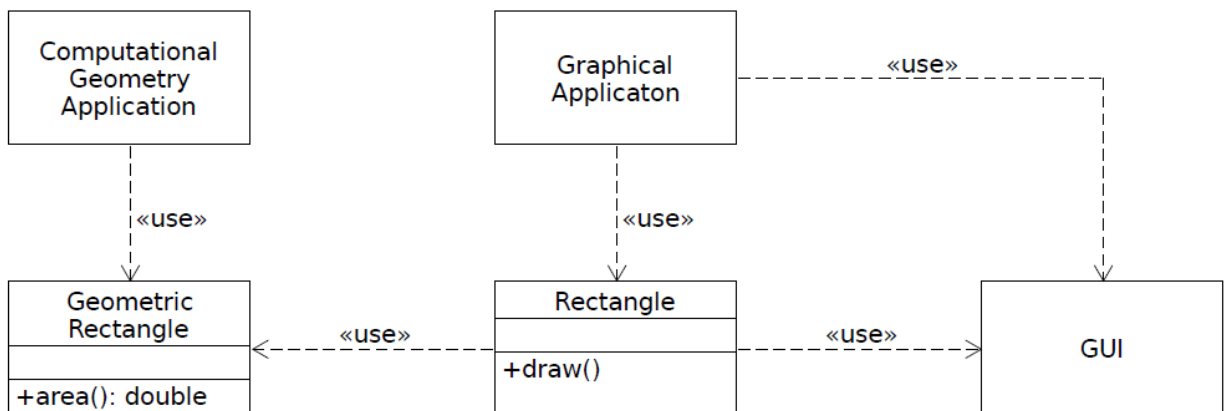 Computational
Geometry
Application
Graphical
Applicaton
«use»
«use»
«use»
Geometric
Rectangle
+area(): double
«use»
Rectangle
+draw()
«use»
GUI